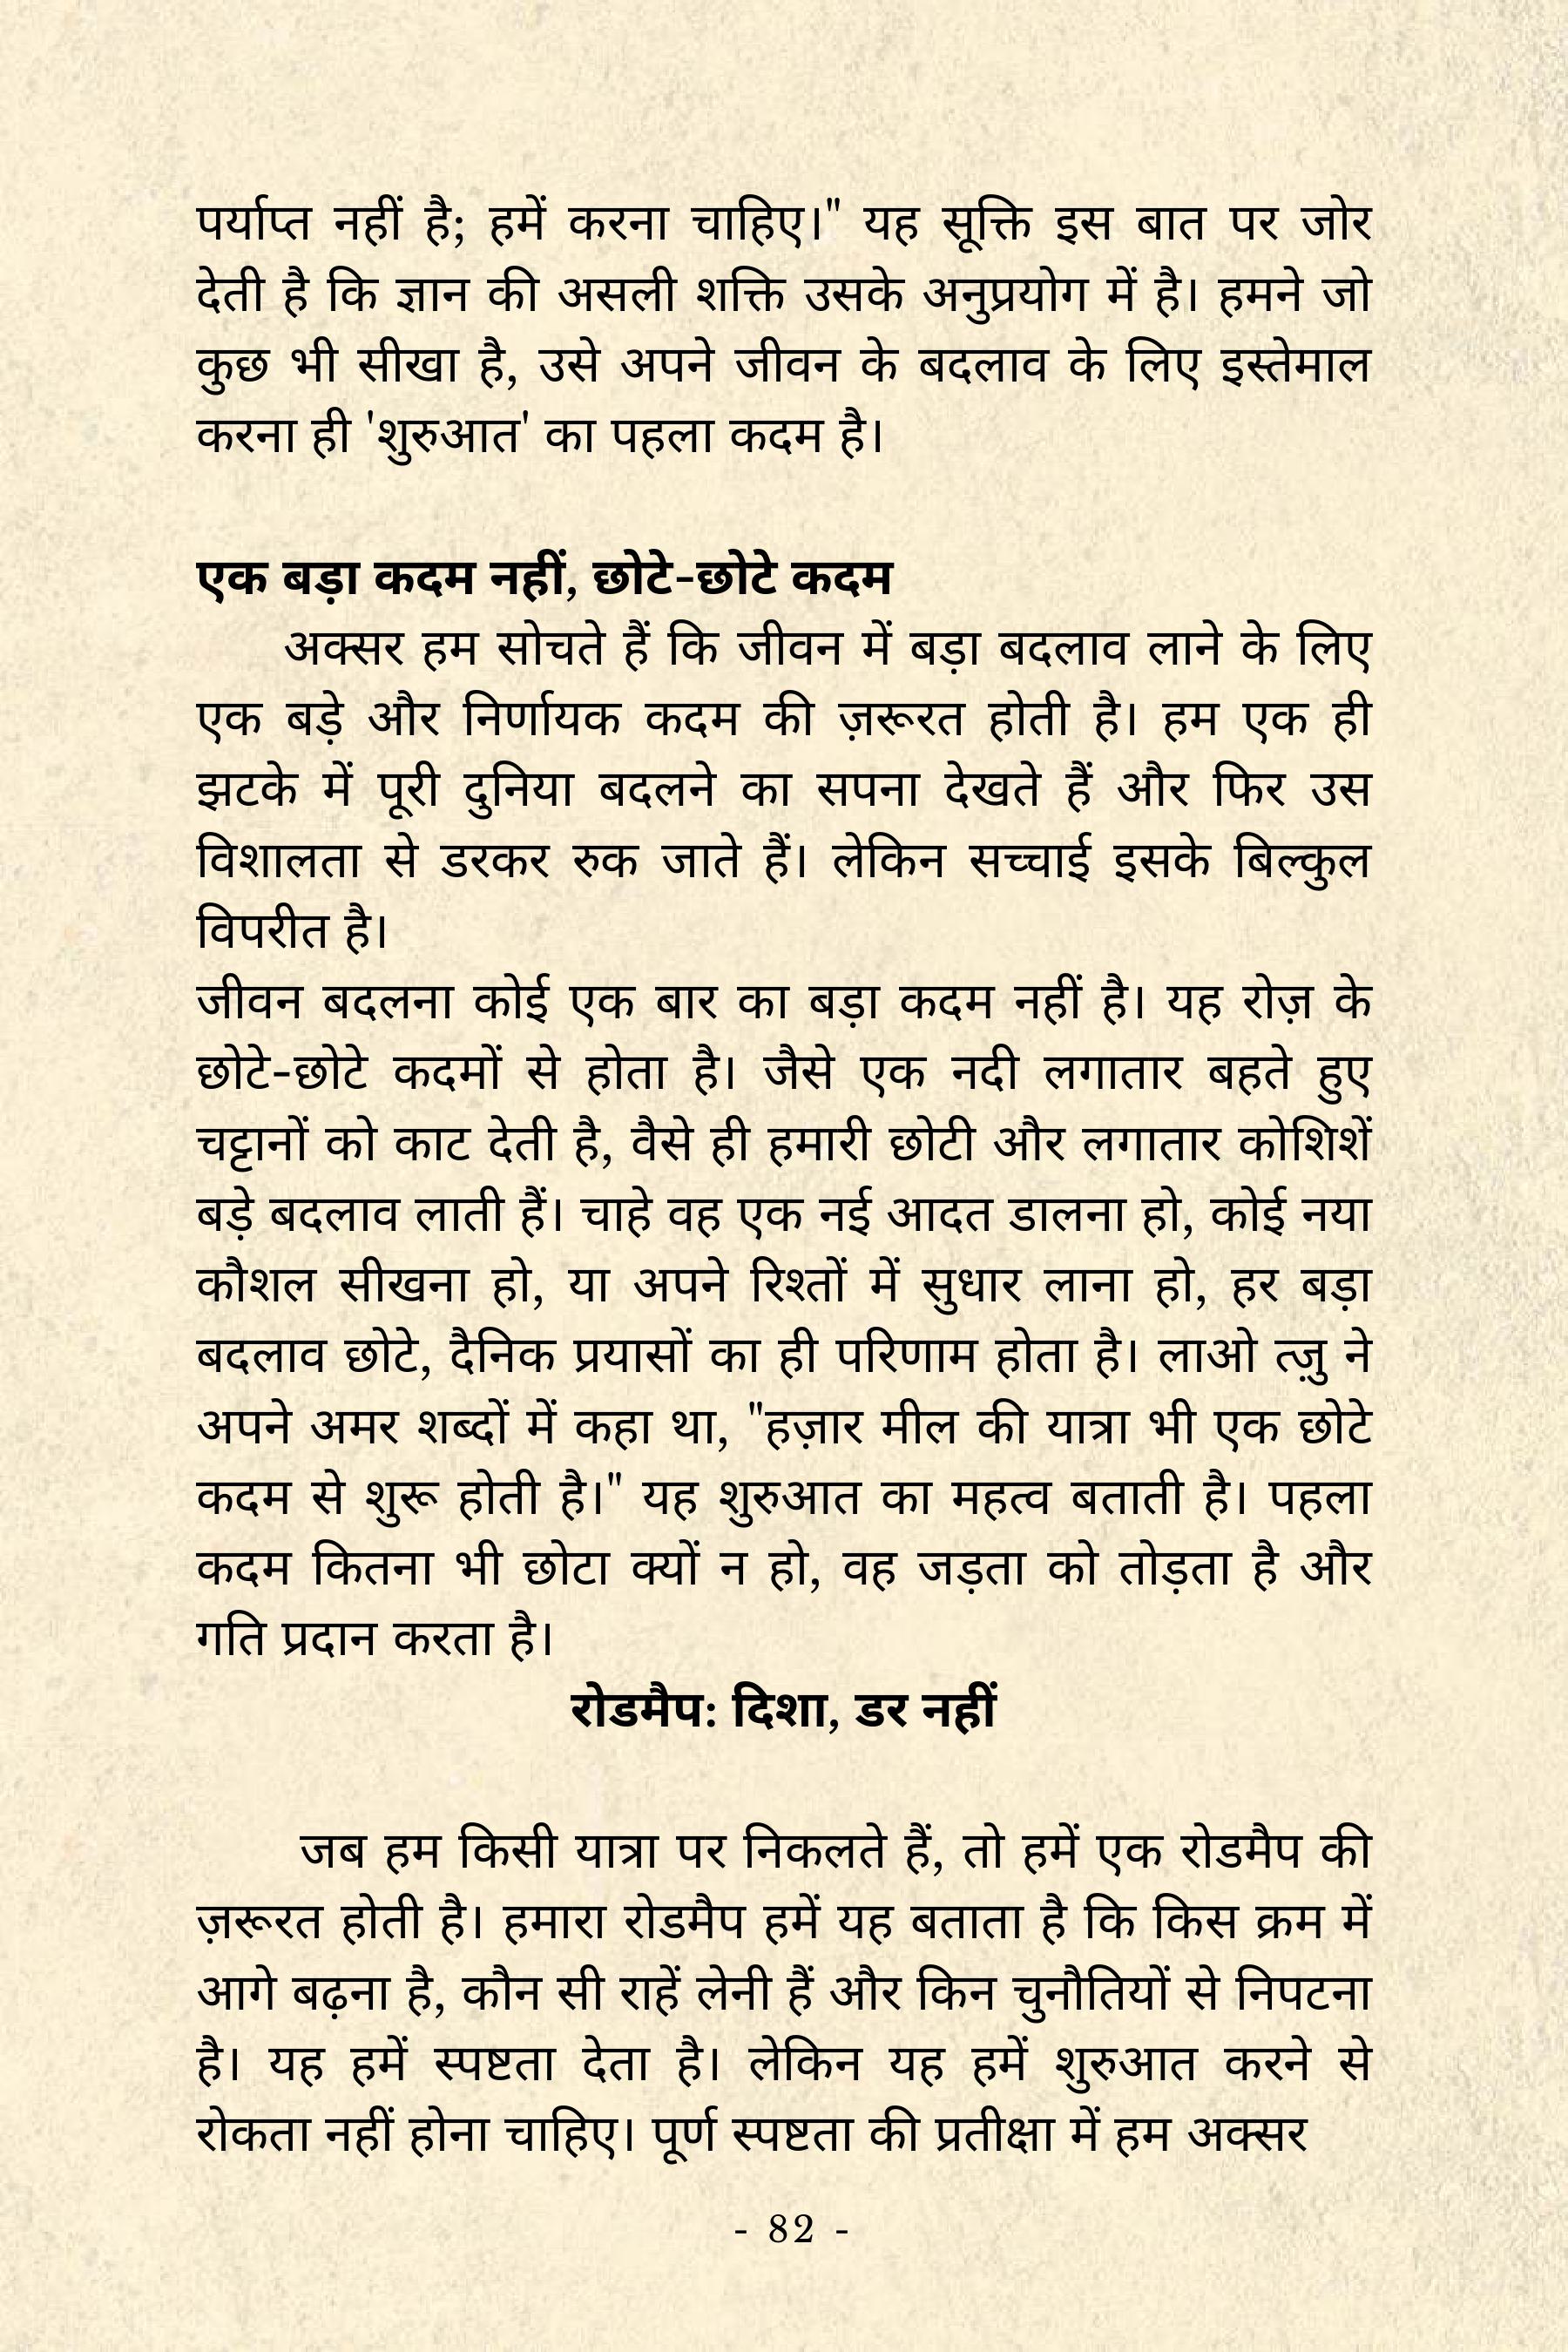 पर्याप्त नहीं है; हमें करना चाहिए।" यह सूक्ति इस बात पर जोर
देती है कि ज्ञान की असली शक्ति उसके अनुप्रयोग में है। हमने जो
कुछ भी सीखा है, उसे अपने जीवन के बदलाव के लिए इस्तेमाल
करना ही 'शुरुआत' का पहला कदम है।
एक बड़ा कदम नहीं, छोटे-छोटे कदम
अक्सर हम सोचते हैं कि जीवन में बड़ा बदलाव लाने के लिए
एक बड़े और निर्णायक कदम की ज़रूरत होती है। हम एक ही
झटके में पूरी दुनिया बदलने का सपना देखते हैं और फिर उस
विशालता से डरकर रुक जाते हैं। लेकिन सच्चाई इसके बिल्कुल
विपरीत है।
जीवन बदलना कोई एक बार का बड़ा कदम नहीं है। यह रोज़ के
छोटे-छोटे कदमों से होता है। जैसे एक नदी लगातार बहते हुए
चट्टानों को काट देती है, वैसे ही हमारी छोटी और लगातार कोशिशें
बड़े बदलाव लाती हैं। चाहे वह एक नई आदत डालना हो, कोई नया
कौशल सीखना हो, या अपने रिश्तों में सुधार लाना हो, हर बड़ा
बदलाव छोटे, दैनिक प्रयासों का ही परिणाम होता है। लाओ त्ज़ु ने
अपने अमर शब्दों में कहा था, "हज़ार मील की यात्रा भी एक छोटे
कदम से शुरू होती है।" यह शुरुआत का महत्व बताती है। पहला
कदम कितना भी छोटा क्यों न हो, वह जड़ता को तोड़ता है और
गति प्रदान करता है।
रोडमैप: दिशा, डर नहीं
जब हम किसी यात्रा पर निकलते हैं, तो हमें एक रोडमैप की
ज़रूरत होती है। हमारा रोडमैप हमें यह बताता है कि किस क्रम में
आगे बढ़ना है, कौन सी राहें लेनी हैं और किन चुनौतियों से निपटना
है। यह हमें स्पष्टता देता है। लेकिन यह हमें शुरुआत करने से
रोकता नहीं होना चाहिए। पूर्ण स्पष्टता की प्रतीक्षा में हम अक्सर
- 82 -